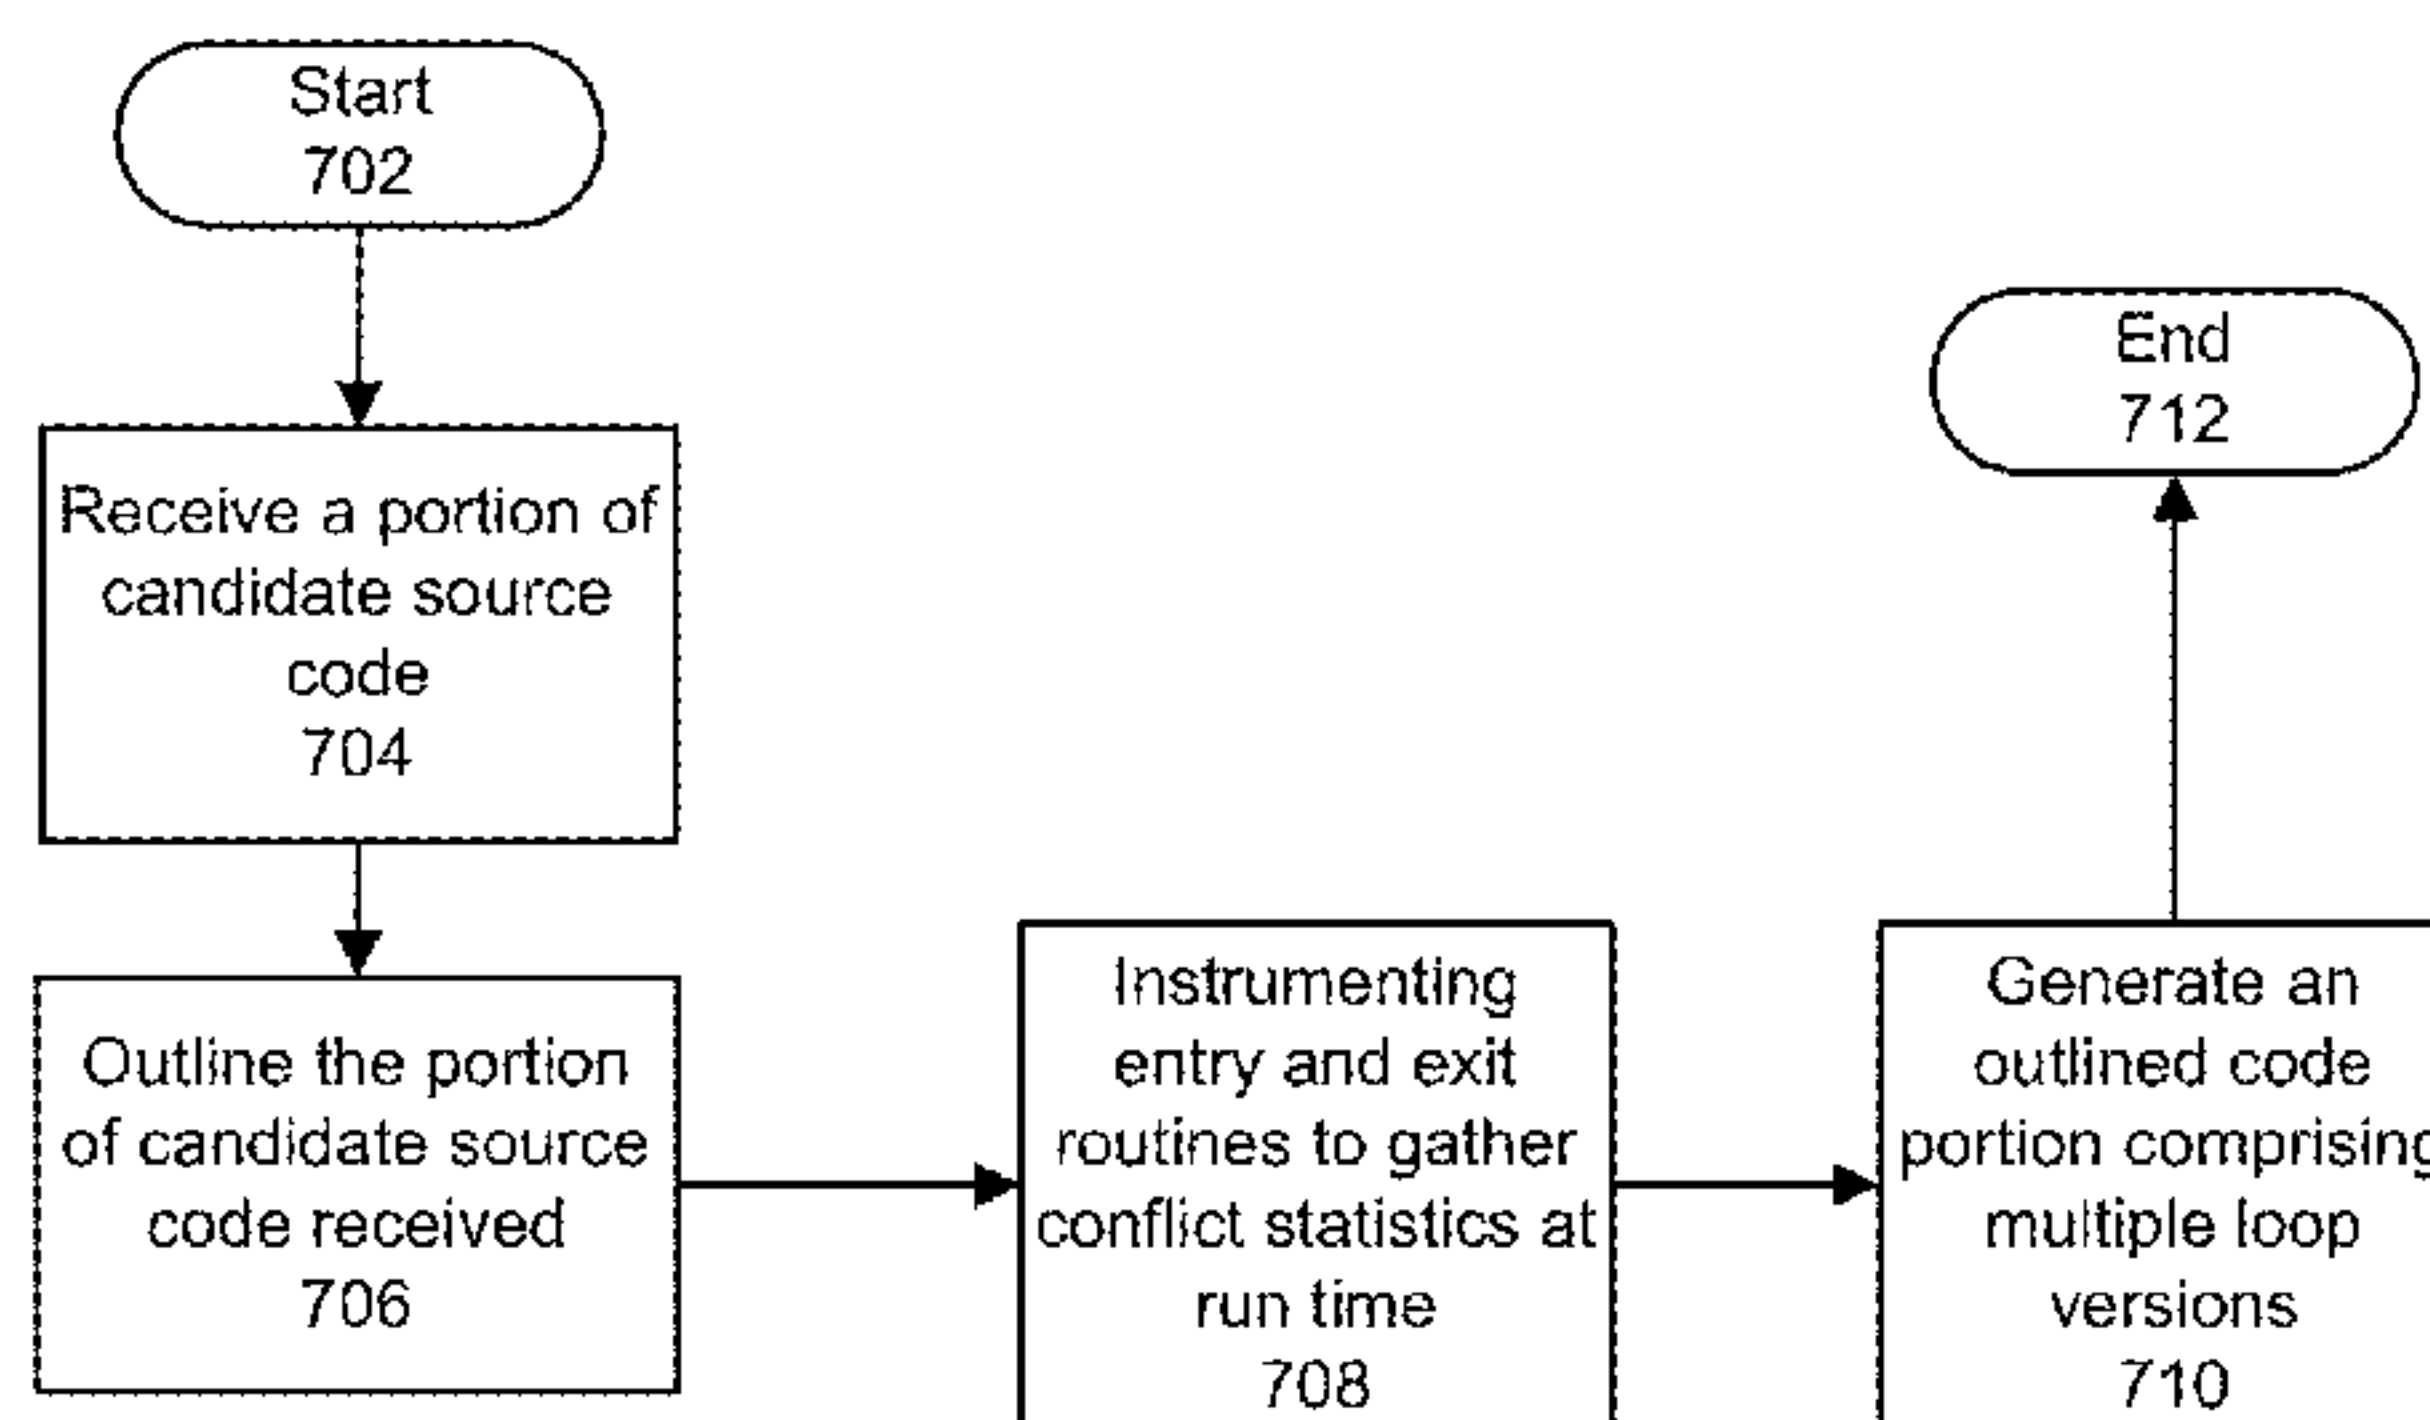 Start
702
Receive a portion of
candidate source
code
704
Outline the portion
of candidate source
code received
706
Instrumenting
entry and exit
routines to gather
conflict statistics at
run time
708
Generate an
outlined code
portion comprising
multiple loop
versions
710
End
712